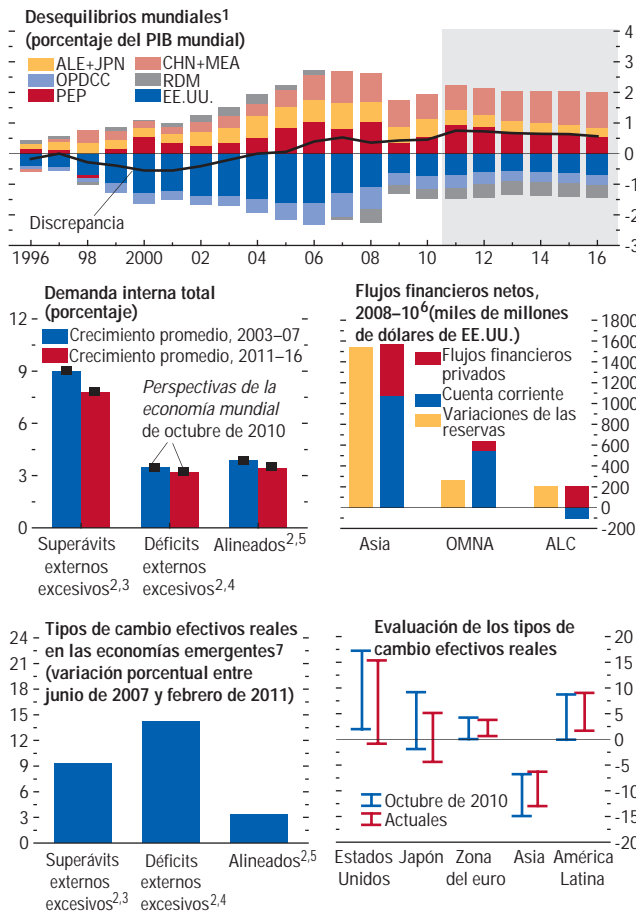 Desequilibrios mundiales1
(porcentaje del PIB mundial)
ALE+JPN CHN+MEA
OPDCC RDM
PEP EE.UU.
Discrepancia
4
3
2
1
0
-1
-2
-3
1996 98 2000 02 04 06 08 10 12 14 16
Demanda interna total
(porcentaje)
Crecimiento promedio, 2003–07
Crecimiento promedio, 2011–16
Perspectivas de la
economía mundial
de octubre de 2010
12
9
6
3
0
Superávits
externos
excesivos2,3
Déficits
externos
excesivos2,4
Alineados2,5
Flujos financieros netos,
2008–106(miles de millones
de dólares de EE.UU.)
Flujos financieros
privados
Cuenta corriente
Variaciones de las
reservas
1800
1600
1400
1200
1000
800
600
400
200
0
-200
Asia OMNA ALC
Tipos de cambio efectivos reales
en las economías emergentes7
(variación porcentual entre
junio de 2007 y febrero de 2011)
24
21
18
15
12
9
6
3
0
Superávits
externos
excesivos2,3
Déficits
externos
excesivos2,4
Alineados2,5
Evaluación de los tipos de
cambio efectivos reales
20
15
10
5
0
-5
-10
-15
-20
Octubre de 2010
Actuales
Estados
Unidos
Japón
Zona
del euro
Asia
América
Latina